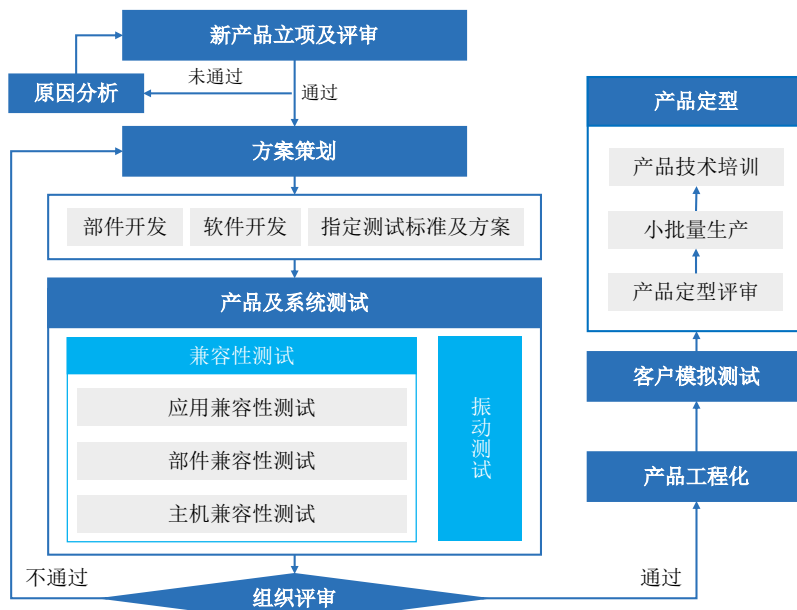 新产品立项及评审
未通过
通过
原因分析
方案策划
部件开发
软件开发
指定测试标准及方案
产品及系统测试
兼容性测试
应用兼容性测试
部件兼容性测试
主机兼容性测试
振动测试
不通过
组织评审
通过
产品工程化
客户模拟测试
产品定型
产品技术培训
小批量生产
产品定型评审